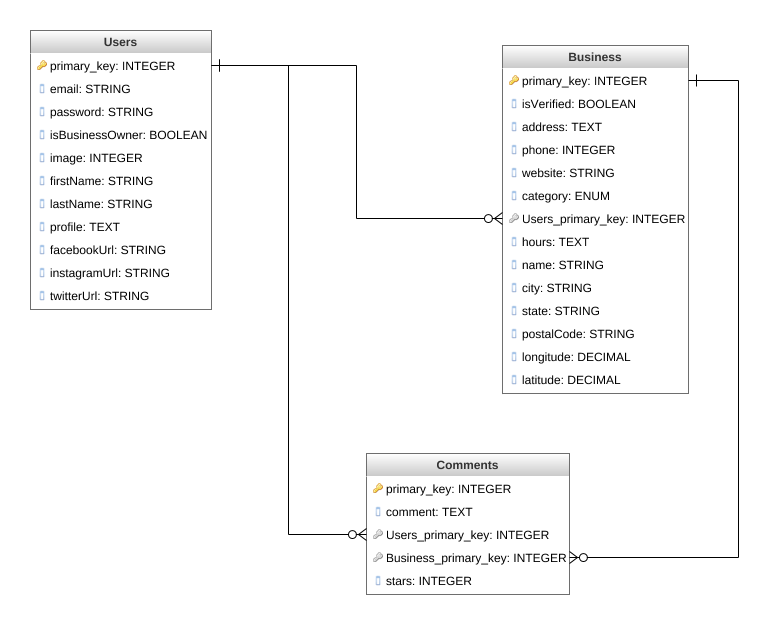 Users
primary_key: INTEGER
email: STRING
password: STRING
isBusinessOwner: BOOLEAN
image: INTEGER
firstName: STRING
lastName: STRING
profile: TEXT
facebookUrl: STRING
instagramUrl: STRING
twitterUrl: STRING
Business
primary_key: INTEGER
isVerified: BOOLEAN
address: TEXT
phone: INTEGER
website: STRING
category: ENUM
Users_primary_key: INTEGER
hours: TEXT
name: STRING
city: STRING
state: STRING
postalCode: STRING
longitude: DECIMAL
latitude: DECIMAL
Comments
primary_key: INTEGER
comment: TEXT
Users_primary_key: INTEGER
Business_primary_key: INTEGER
stars: INTEGER